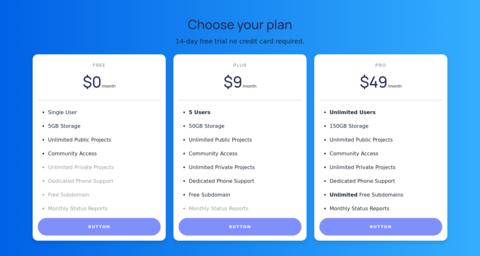 Choose your plan
14-day free trial no credit card required.
FREE
$0/month
Single User
5GB Storage
Unlimited Public Projects
Community Access
Unlimited Private Projects
Dedicated Phone Support
Free Subdomain
Monthly Status Reports
BUTTON
PLUS
$9/month
5 Users
50GB Storage
Unlimited Public Projects
Community Access
Unlimited Private Projects
Dedicated Phone Support
Free Subdomain
Monthly Status Reports
BUTTON
PRO
$49/month
Unlimited Users
150GB Storage
Unlimited Public Projects
Community Access
Unlimited Private Projects
Dedicated Phone Support
Unlimited Free Subdomains
Monthly Status Reports
BUTTON